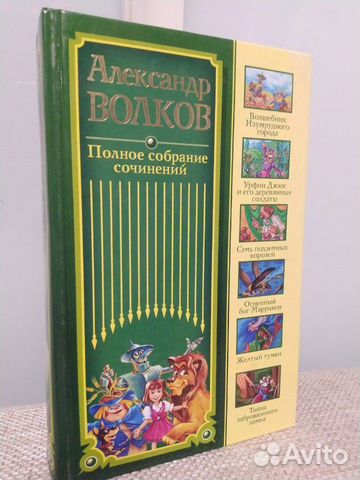 Александр
ВОЛКОВ
Полное собрание
сочинений
Волшебник
Изумрудного
города
Урфин Джюс
и его деревянные
солдаты
Семь подземных
королей
Огненный
бог Марранов
Желтый туман
Тайна
заброшенного
замка
Avito